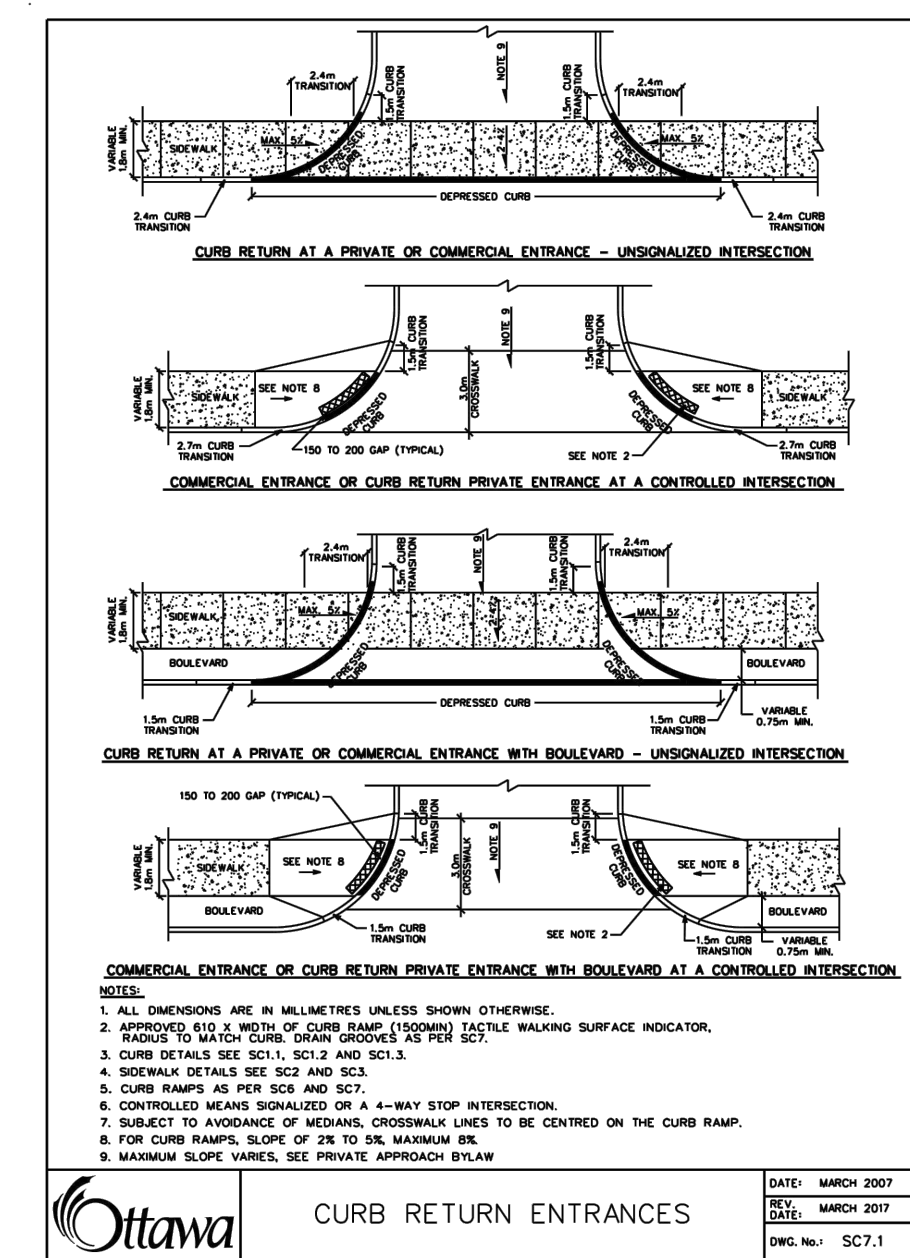 2.4m
TRANSITION
1.5m CURB
TRANSITION
NOTE 9
1.5m CURB
TRANSITION
2.4m
TRANSITION
VARIABLE
1.8m MIN.
SIDEWALK
MAX. 5%
DEPRESSED
CURB
DEPRESSED
CURB
MAX. 5%
SIDEWALK
DEPRESSED CURB
2.4m CURB
TRANSITION
2.4m CURB
TRANSITION
CURB RETURN AT A PRIVATE OR COMMERCIAL ENTRANCE - UNSIGNALIZED INTERSECTION
1.5m CURB
TRANSITION
NOTE 9
1.5m CURB
TRANSITION
VARIABLE
1.8m MIN.
SIDEWALK
SEE NOTE 8
DEPRESSED
CURB
3.0m
CROSSWALK
DEPRESSED
CURB
SEE NOTE 8
SIDEWALK
2.7m CURB
TRANSITION
150 TO 200 GAP (TYPICAL)
SEE NOTE 2
2.7m CURB
TRANSITION
COMMERCIAL ENTRANCE OR CURB RETURN PRIVATE ENTRANCE AT A CONTROLLED INTERSECTION
2.4m
TRANSITION
1.5m CURB
TRANSITION
NOTE 9
1.5m CURB
TRANSITION
2.4m
TRANSITION
VARIABLE
1.8m MIN.
SIDEWALK
MAX. 5%
2-4%
MAX. 5%
SIDEWALK
BOULEVARD
DEPRESSED
CURB
DEPRESSED
CURB
BOULEVARD
DEPRESSED CURB
1.5m CURB
TRANSITION
1.5m CURB
TRANSITION
VARIABLE
0.75m MIN.
CURB RETURN AT A PRIVATE OR COMMERCIAL ENTRANCE WITH BOULEVARD - UNSIGNALIZED INTERSECTION
150 TO 200 GAP (TYPICAL)
1.5m CURB
TRANSITION
NOTE 9
1.5m CURB
TRANSITION
VARIABLE
1.8m MIN.
SIDEWALK
SEE NOTE 8
DEPRESSED
CURB
3.0m
CROSSWALK
DEPRESSED
CURB
SEE NOTE 8
SIDEWALK
BOULEVARD
BOULEVARD
1.5m CURB
TRANSITION
SEE NOTE 2
1.5m CURB
TRANSITION
VARIABLE
0.75m MIN.
COMMERCIAL ENTRANCE OR CURB RETURN PRIVATE ENTRANCE WITH BOULEVARD AT A CONTROLLED INTERSECTION
NOTES:
1. ALL DIMENSIONS ARE IN MILLIMETRES UNLESS SHOWN OTHERWISE.
2. APPROVED 610 X WIDTH OF CURB RAMP (1500MIN) TACTILE WALKING SURFACE INDICATOR,
RADIUS TO MATCH CURB. DRAIN GROOVES AS PER SC7.
3. CURB DETAILS SEE SC1.1, SC1.2 AND SC1.3.
4. SIDEWALK DETAILS SEE SC2 AND SC3.
5. CURB RAMPS AS PER SC6 AND SC7.
6. CONTROLLED MEANS SIGNALIZED OR A 4-WAY STOP INTERSECTION.
7. SUBJECT TO AVOIDANCE OF MEDIANS, CROSSWALK LINES TO BE CENTRED ON THE CURB RAMP.
8. FOR CURB RAMPS, SLOPE OF 2% TO 5%, MAXIMUM 8%.
9. MAXIMUM SLOPE VARIES, SEE PRIVATE APPROACH BYLAW
Ottawa
CURB RETURN ENTRANCES
DATE: MARCH 2007
REV. DATE: MARCH 2017
DWG. No.: SC7.1